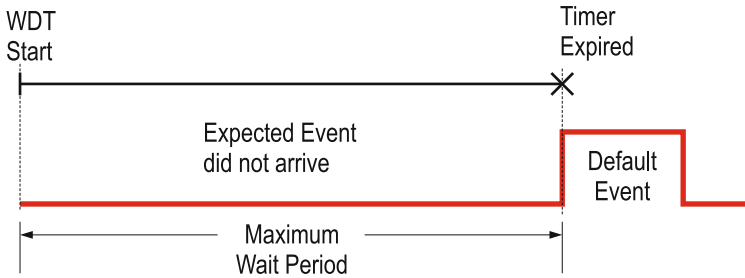 WDT
Start
Timer
Expired
Expected Event
did not arrive
Default
Event
Maximum
Wait Period